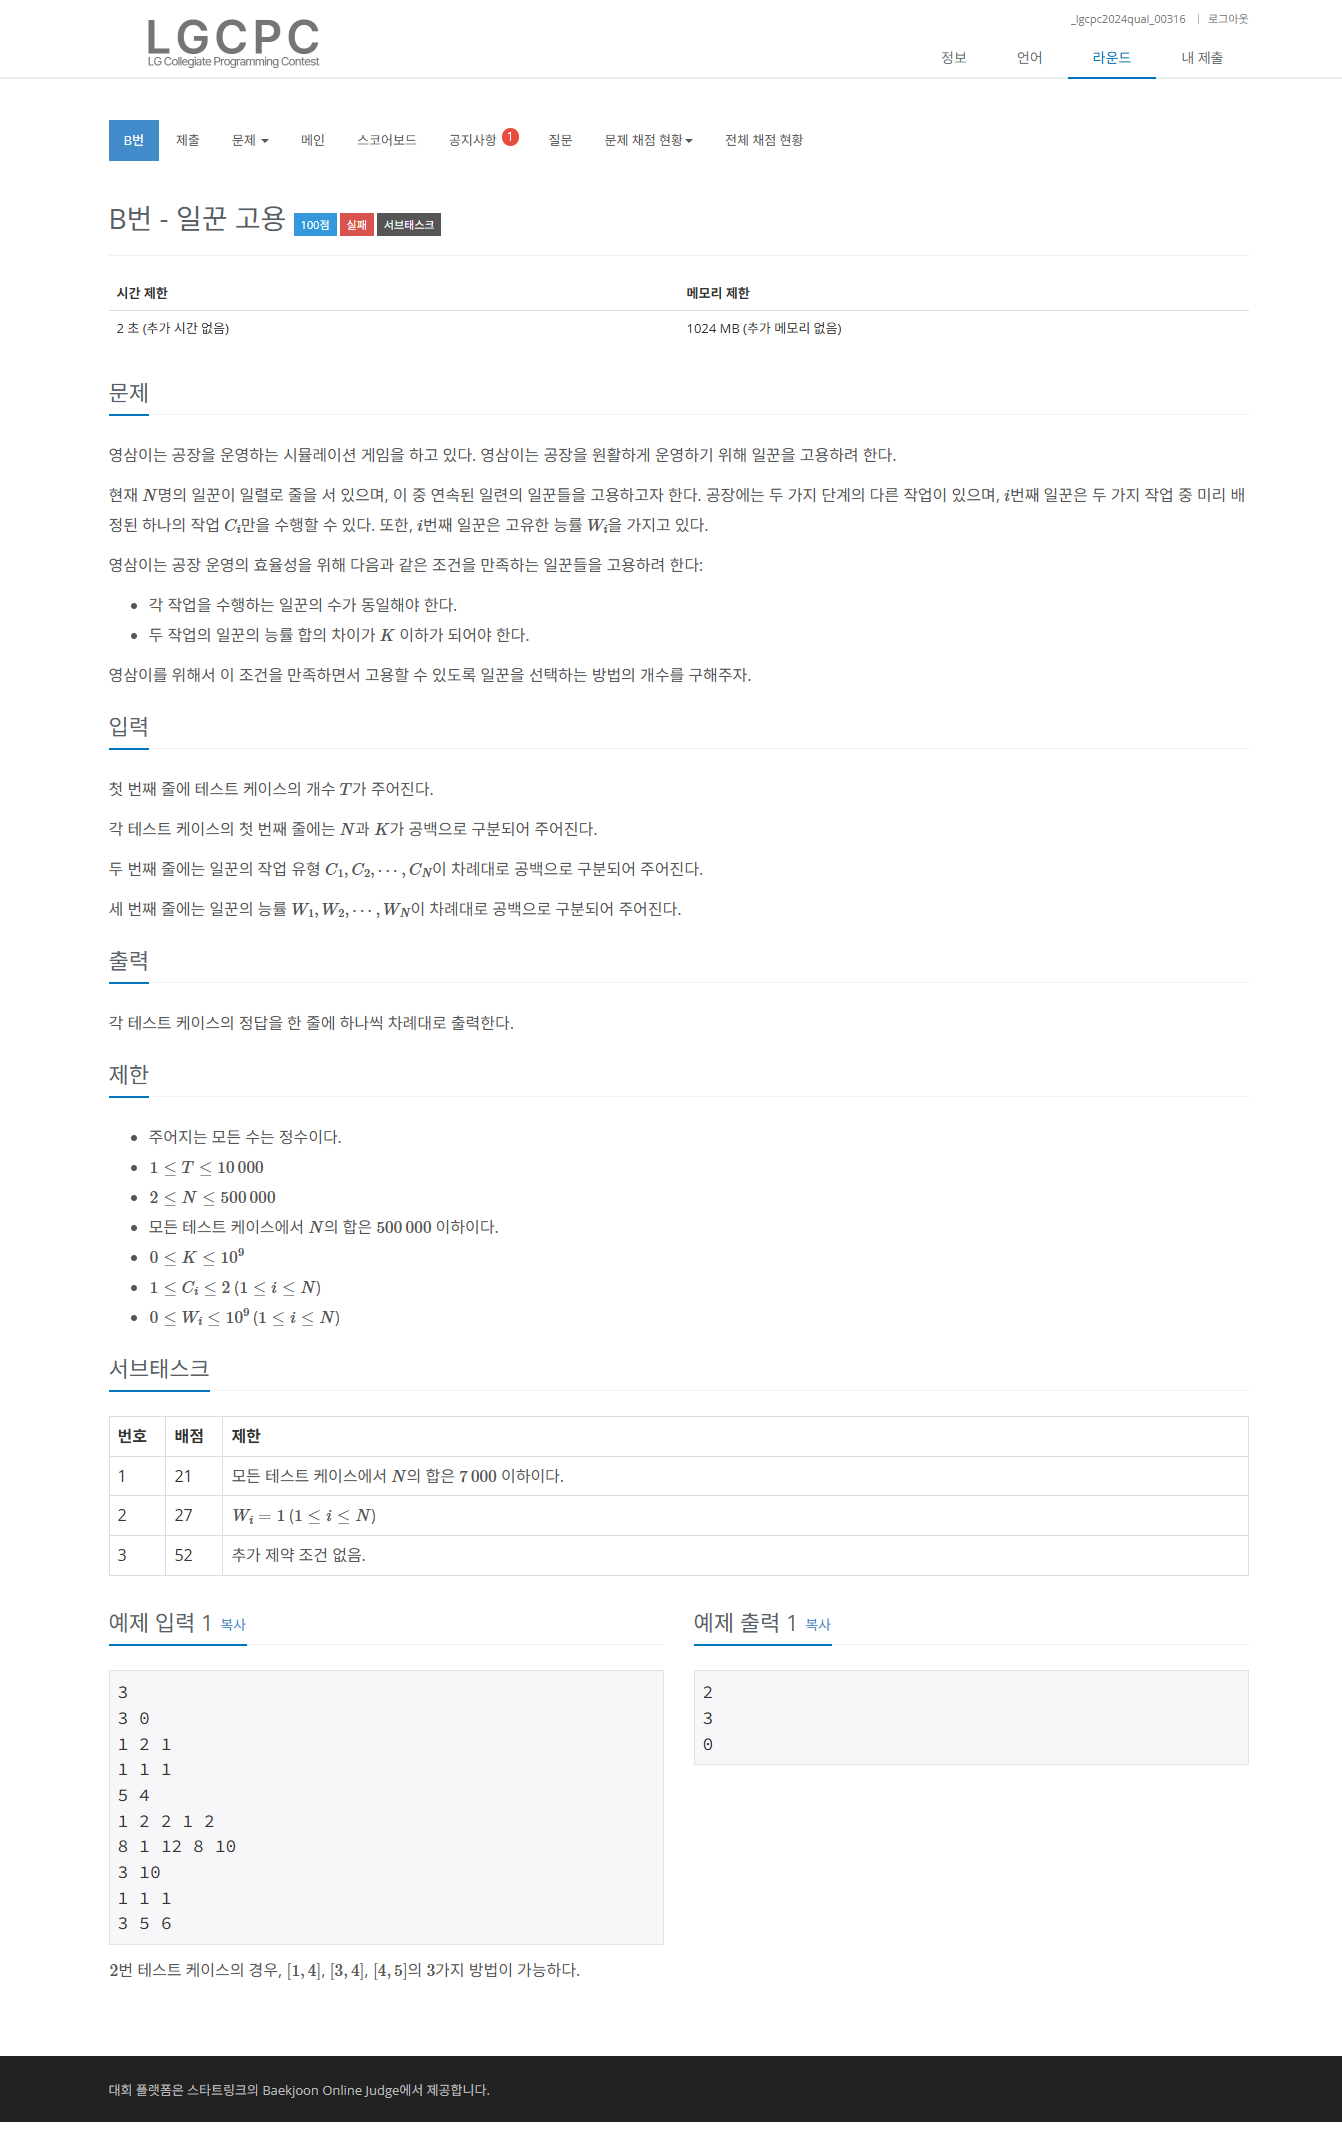 _lgcpc2024qual_00316 | 로그아웃
LGCPC
LG Collegiate Programming Contest
정보 언어 라운드 내 제출
B번 제출 문제 메인 스코어보드 공지사항 1 질문 문제 채점 현황 전체 채점 현황
B번 - 일꾼 고용 100점 실패 서브태스크
시간 제한 메모리 제한
2 초 (추가 시간 없음) 1024 MB (추가 메모리 없음)
문제
영삼이는 공장을 운영하는 시뮬레이션 게임을 하고 있다. 영삼이는 공장을 원활하게 운영하기 위해 일꾼을 고용하려 한다.
현재 N명의 일꾼이 일렬로 줄을 서 있으며, 이 중 연속된 일련의 일꾼들을 고용하고자 한다. 공장에는 두 가지 단계의 다른 작업이 있으며, i번째 일꾼은 두 가지 작업 중 미리 배
정된 하나의 작업 C_i만을 수행할 수 있다. 또한, i번째 일꾼은 고유한 능률 W_i을 가지고 있다.
영삼이는 공장 운영의 효율성을 위해 다음과 같은 조건을 만족하는 일꾼들을 고용하려 한다:
• 각 작업을 수행하는 일꾼의 수가 동일해야 한다.
• 두 작업의 일꾼의 능률 합의 차이가 K 이하가 되어야 한다.
영삼이를 위해서 이 조건을 만족하면서 고용할 수 있도록 일꾼을 선택하는 방법의 개수를 구해주자.
입력
첫 번째 줄에 테스트 케이스의 개수 T가 주어진다.
각 테스트 케이스의 첫 번째 줄에는 N과 K가 공백으로 구분되어 주어진다.
두 번째 줄에는 일꾼의 작업 유형 C_1, C_2, ⋯, C_N이 차례대로 공백으로 구분되어 주어진다.
세 번째 줄에는 일꾼의 능률 W_1, W_2, ⋯, W_N이 차례대로 공백으로 구분되어 주어진다.
출력
각 테스트 케이스의 정답을 한 줄에 하나씩 차례대로 출력한다.
제한
• 주어지는 모든 수는 정수이다.
• 1 ≤ T ≤ 10 000
• 2 ≤ N ≤ 500 000
• 모든 테스트 케이스에서 N의 합은 500 000 이하이다.
• 0 ≤ K ≤ 10^9
• 1 ≤ C_i ≤ 2 (1 ≤ i ≤ N)
• 0 ≤ W_i ≤ 10^9 (1 ≤ i ≤ N)
서브태스크
번호 배점 제한
1 21 모든 테스트 케이스에서 N의 합은 7 000 이하이다.
2 27 W_i = 1 (1 ≤ i ≤ N)
3 52 추가 제약 조건 없음.
예제 입력 1 복사
3
3 0
1 2 1
1 1 1
5 4
1 2 2 1 2
8 1 12 8 10
3 10
1 1 1
3 5 6
예제 출력 1 복사
2
3
0
2번 테스트 케이스의 경우, [1, 4], [3, 4], [4, 5]의 3가지 방법이 가능하다.
대회 플랫폼은 스타트링크의 Baekjoon Online Judge에서 제공합니다.